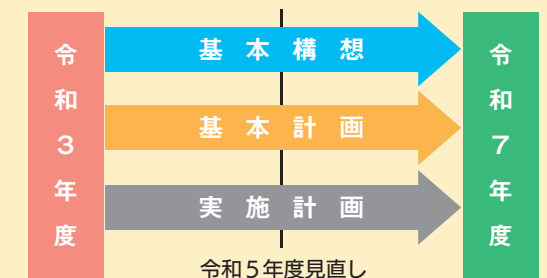 令和３年度
基本構想
基本計画
実施計画
令和５年度見直し
令和７年度